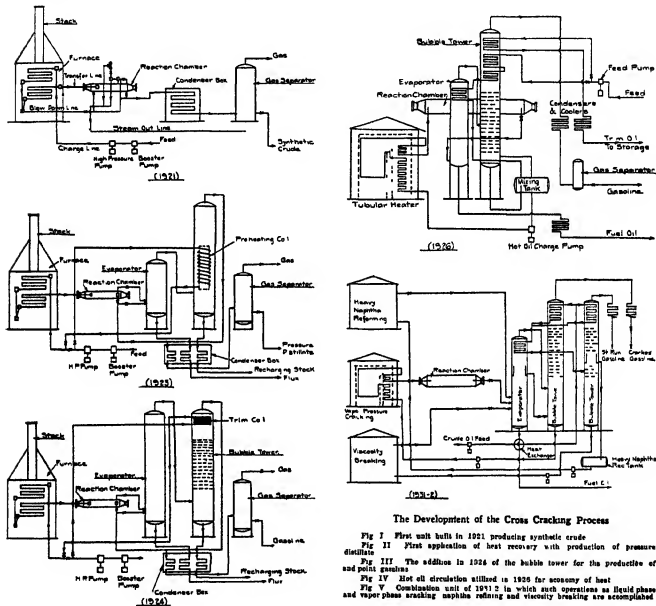 Stack
Furnace
Transfer Line
Reaction Chamber
Condenser Box
Gas
Gas Separator
Blow Down Line
Steam Out Line
Synthetic
Crude
Charge Line
Feed
High Pressure
Pump
Booster
Pump
(1921)
Stack
Furnace
Reaction Chamber
Evaporator
Preheating Coil
Gas
Gas Separator
Pressure
Distillate
Feed
H P Pump
Booster
Pump
Condenser Box
Recharging Stock
Flux
(1923)
Stack
Furnace
Reaction Chamber
Evaporator
Trim Coil
Bubble Tower
Gas
Gas Separator
Gasoline
H P Pump
Booster
Pump
Condenser
Box
Recharging Stock
Flux
(1924)
Bubble Tower
Evaporator
Reaction Chamber
Feed Pump
Feed
Condensers
& Coolers
Trim Oil
To Storage
Gas Separator
Gasoline
Mixing
Tank
Tubular Heater
Fuel Oil
Hot Oil Charge Pump
(1926)
Heavy
Naphtha
Reforming
Reaction Chamber
Vapor Pressure
Cracking
Viscosity
Breaking
Evaporator
Bubble Tower
Bubble Tower
St Run
Gasoline
Cracked
Gasoline
Crude Oil Feed
Heat
Exchanger
Heavy Naphtha
Rec Tank
Fuel Oil
(1931-2)
The Development of the Cross Cracking Process
Fig I First unit built in 1921 producing synthetic crude
Fig II First application of heat recovery with production of pressure
distillate
Fig III The addition in 1924 of the bubble tower for the production of
end point gasoline
Fig IV Hot oil circulation utilized in 1926 for economy of heat
Fig V Combination unit of 1931 2 in which such operations as liquid phase
and vapor phase cracking naphtha refining and viscosity breaking are accomplished